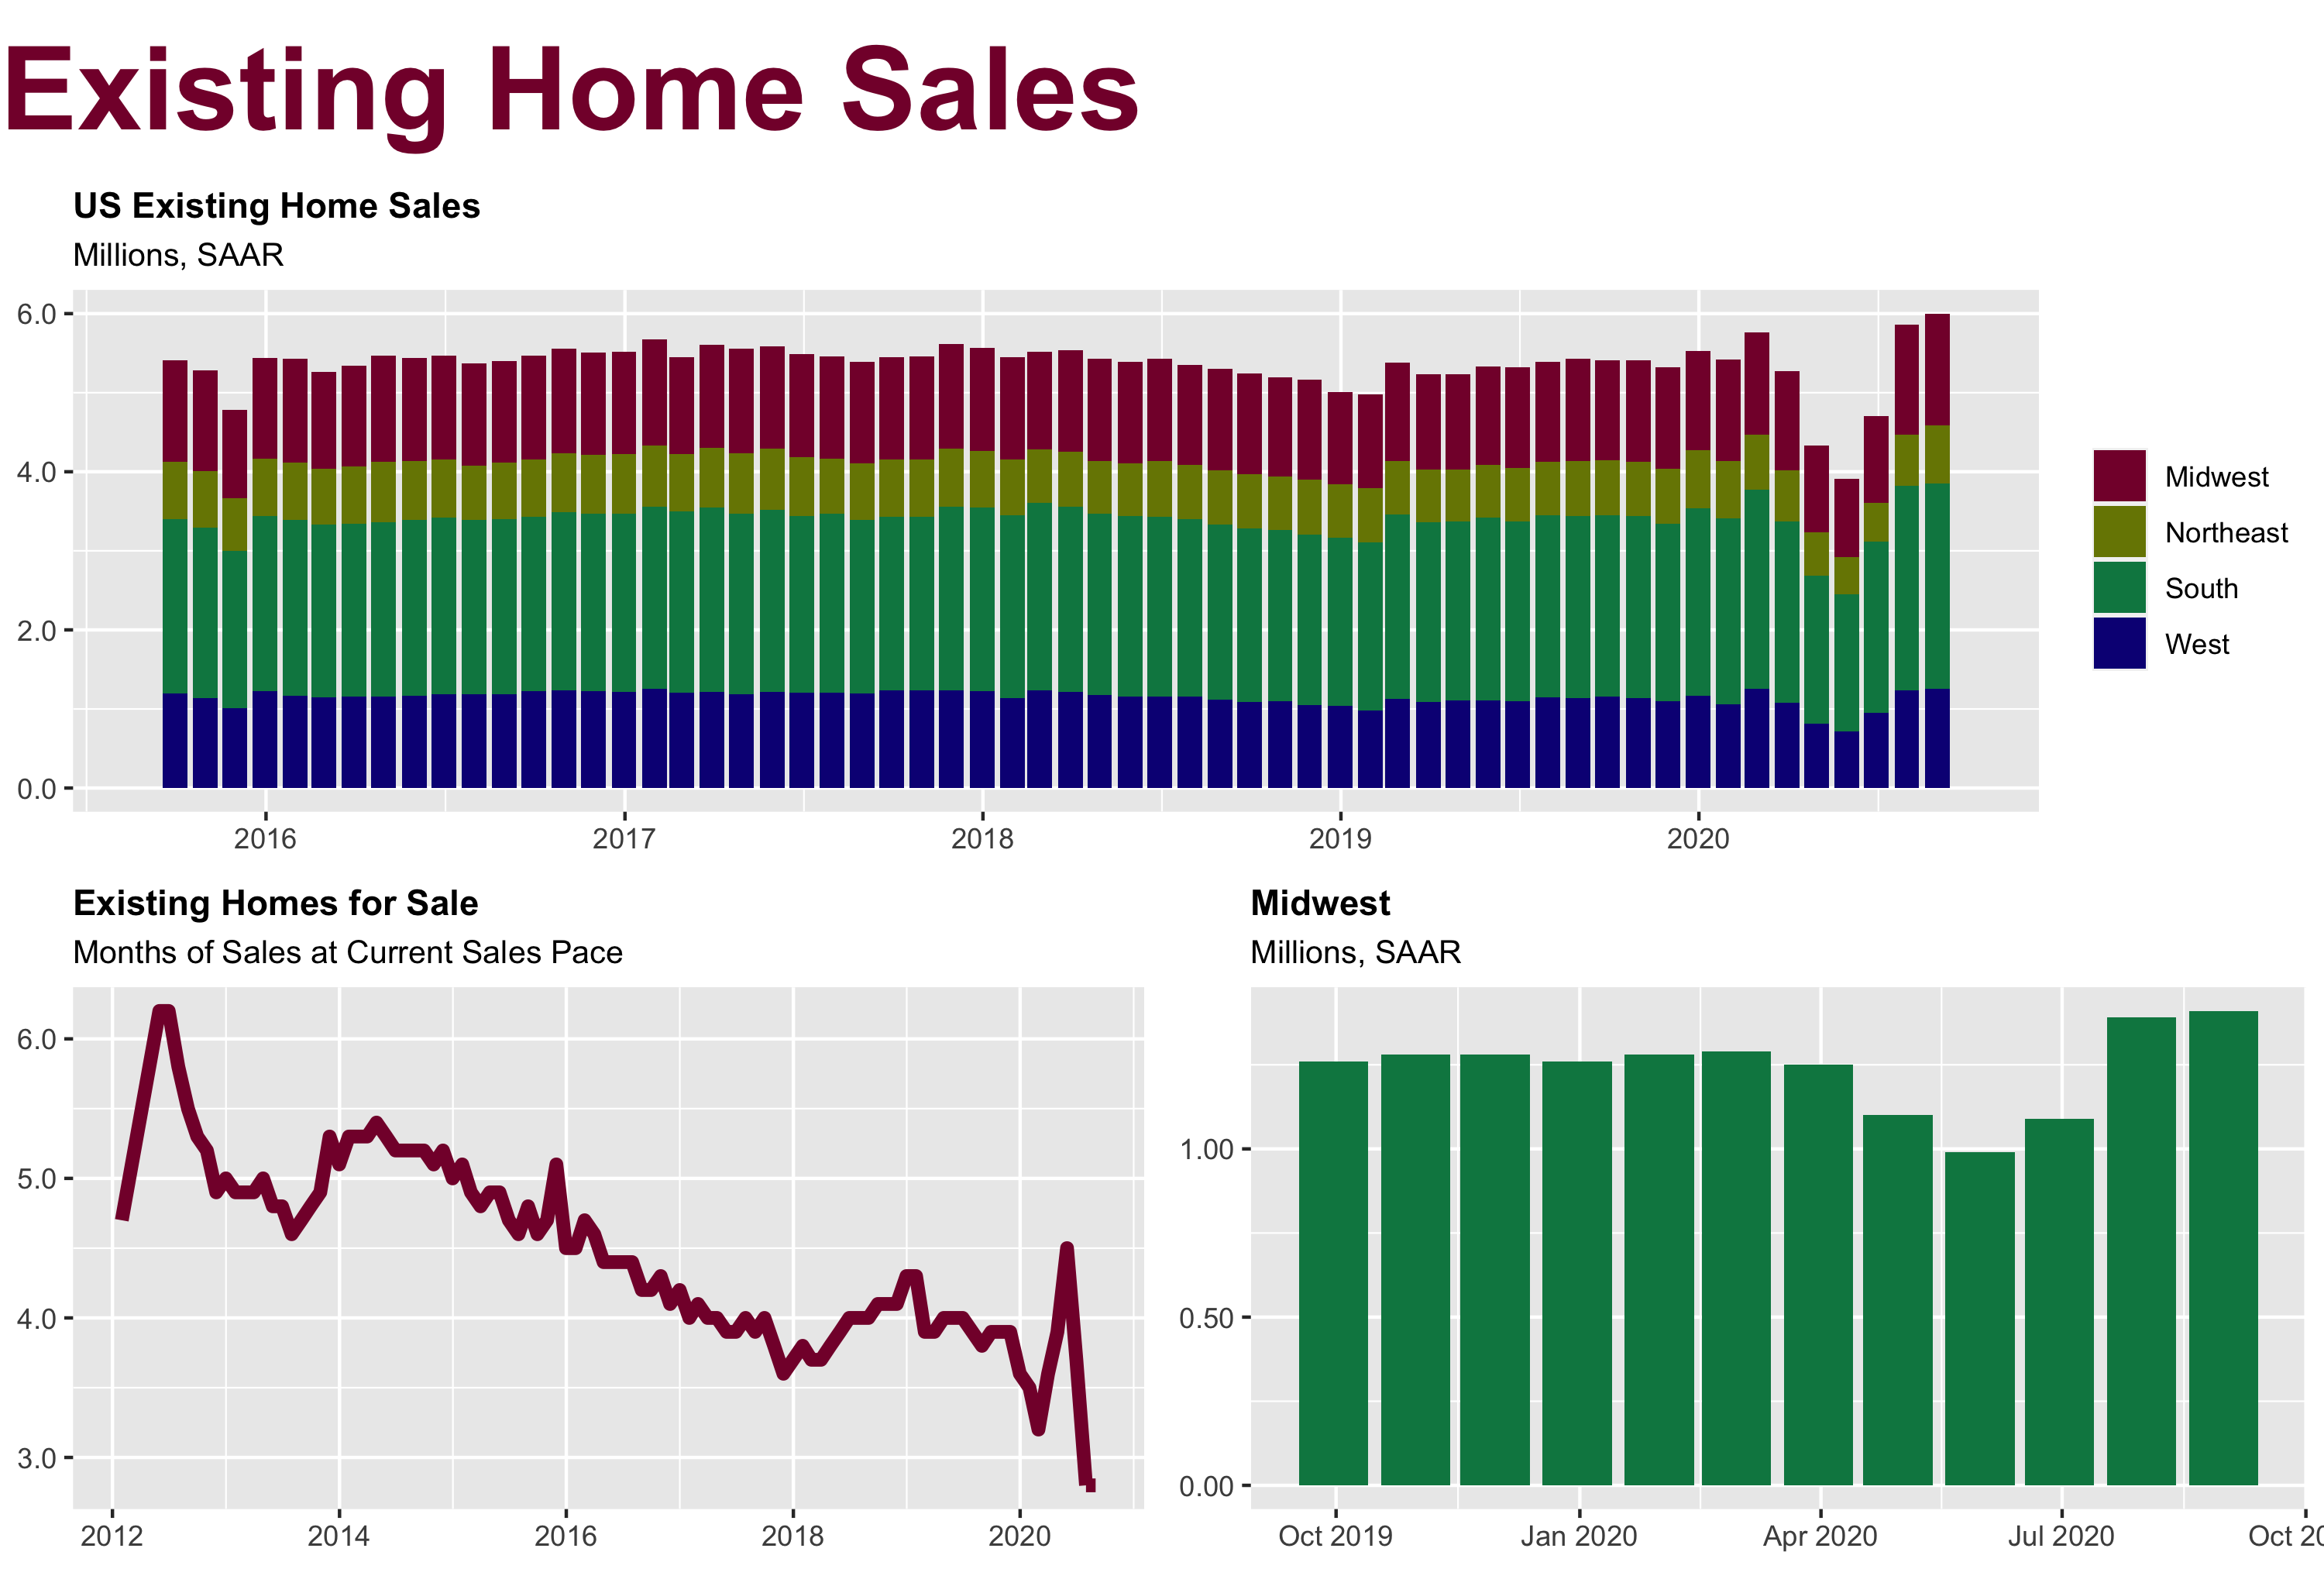 Existing Home Sales
US Existing Home Sales
Millions, SAAR
6.0
4.0
2.0
0.0
2016 2017 2018 2019 2020
Midwest
Northeast
South
West
Existing Homes for Sale
Months of Sales at Current Sales Pace
6.0
5.0
4.0
3.0
2012 2014 2016 2018 2020
Midwest
Millions, SAAR
1.00
0.50
0.00
Oct 2019 Jan 2020 Apr 2020 Jul 2020 Oct